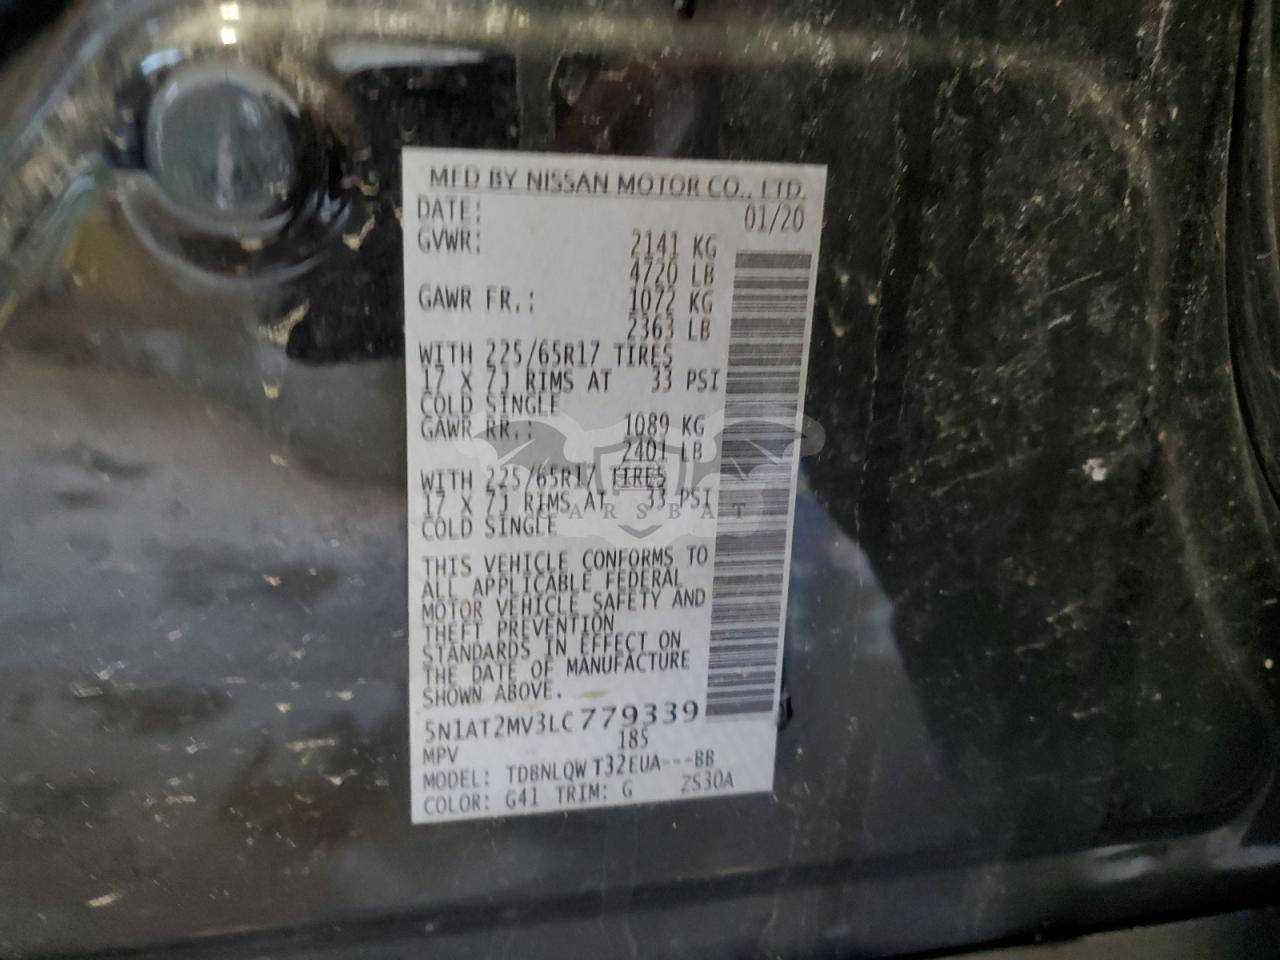 MFD BY NISSAN MOTOR CO., LTD.
DATE: 01/20
GVWR: 2141 KG
4720 LB
GAWR FR.: 1072 KG
2363 LB
WITH 225/65R17 TIRES
17 X 7J RIMS AT 33 PSI
COLD SINGLE
GAWR RR.: 1089 KG
2401 LB
WITH 225/65R17 TIRES
17 X 7J RIMS AT 33 PSI
COLD SINGLE
CARSBAT
THIS VEHICLE CONFORMS TO
ALL APPLICABLE FEDERAL
MOTOR VEHICLE SAFETY AND
THEFT PREVENTION
STANDARDS IN EFFECT ON
THE DATE OF MANUFACTURE
SHOWN ABOVE.
5N1AT2MV3LC779339
MPV 185
MODEL: TDBNLQWT32EUA---BB
COLOR: G41 TRIM: G ZS30A